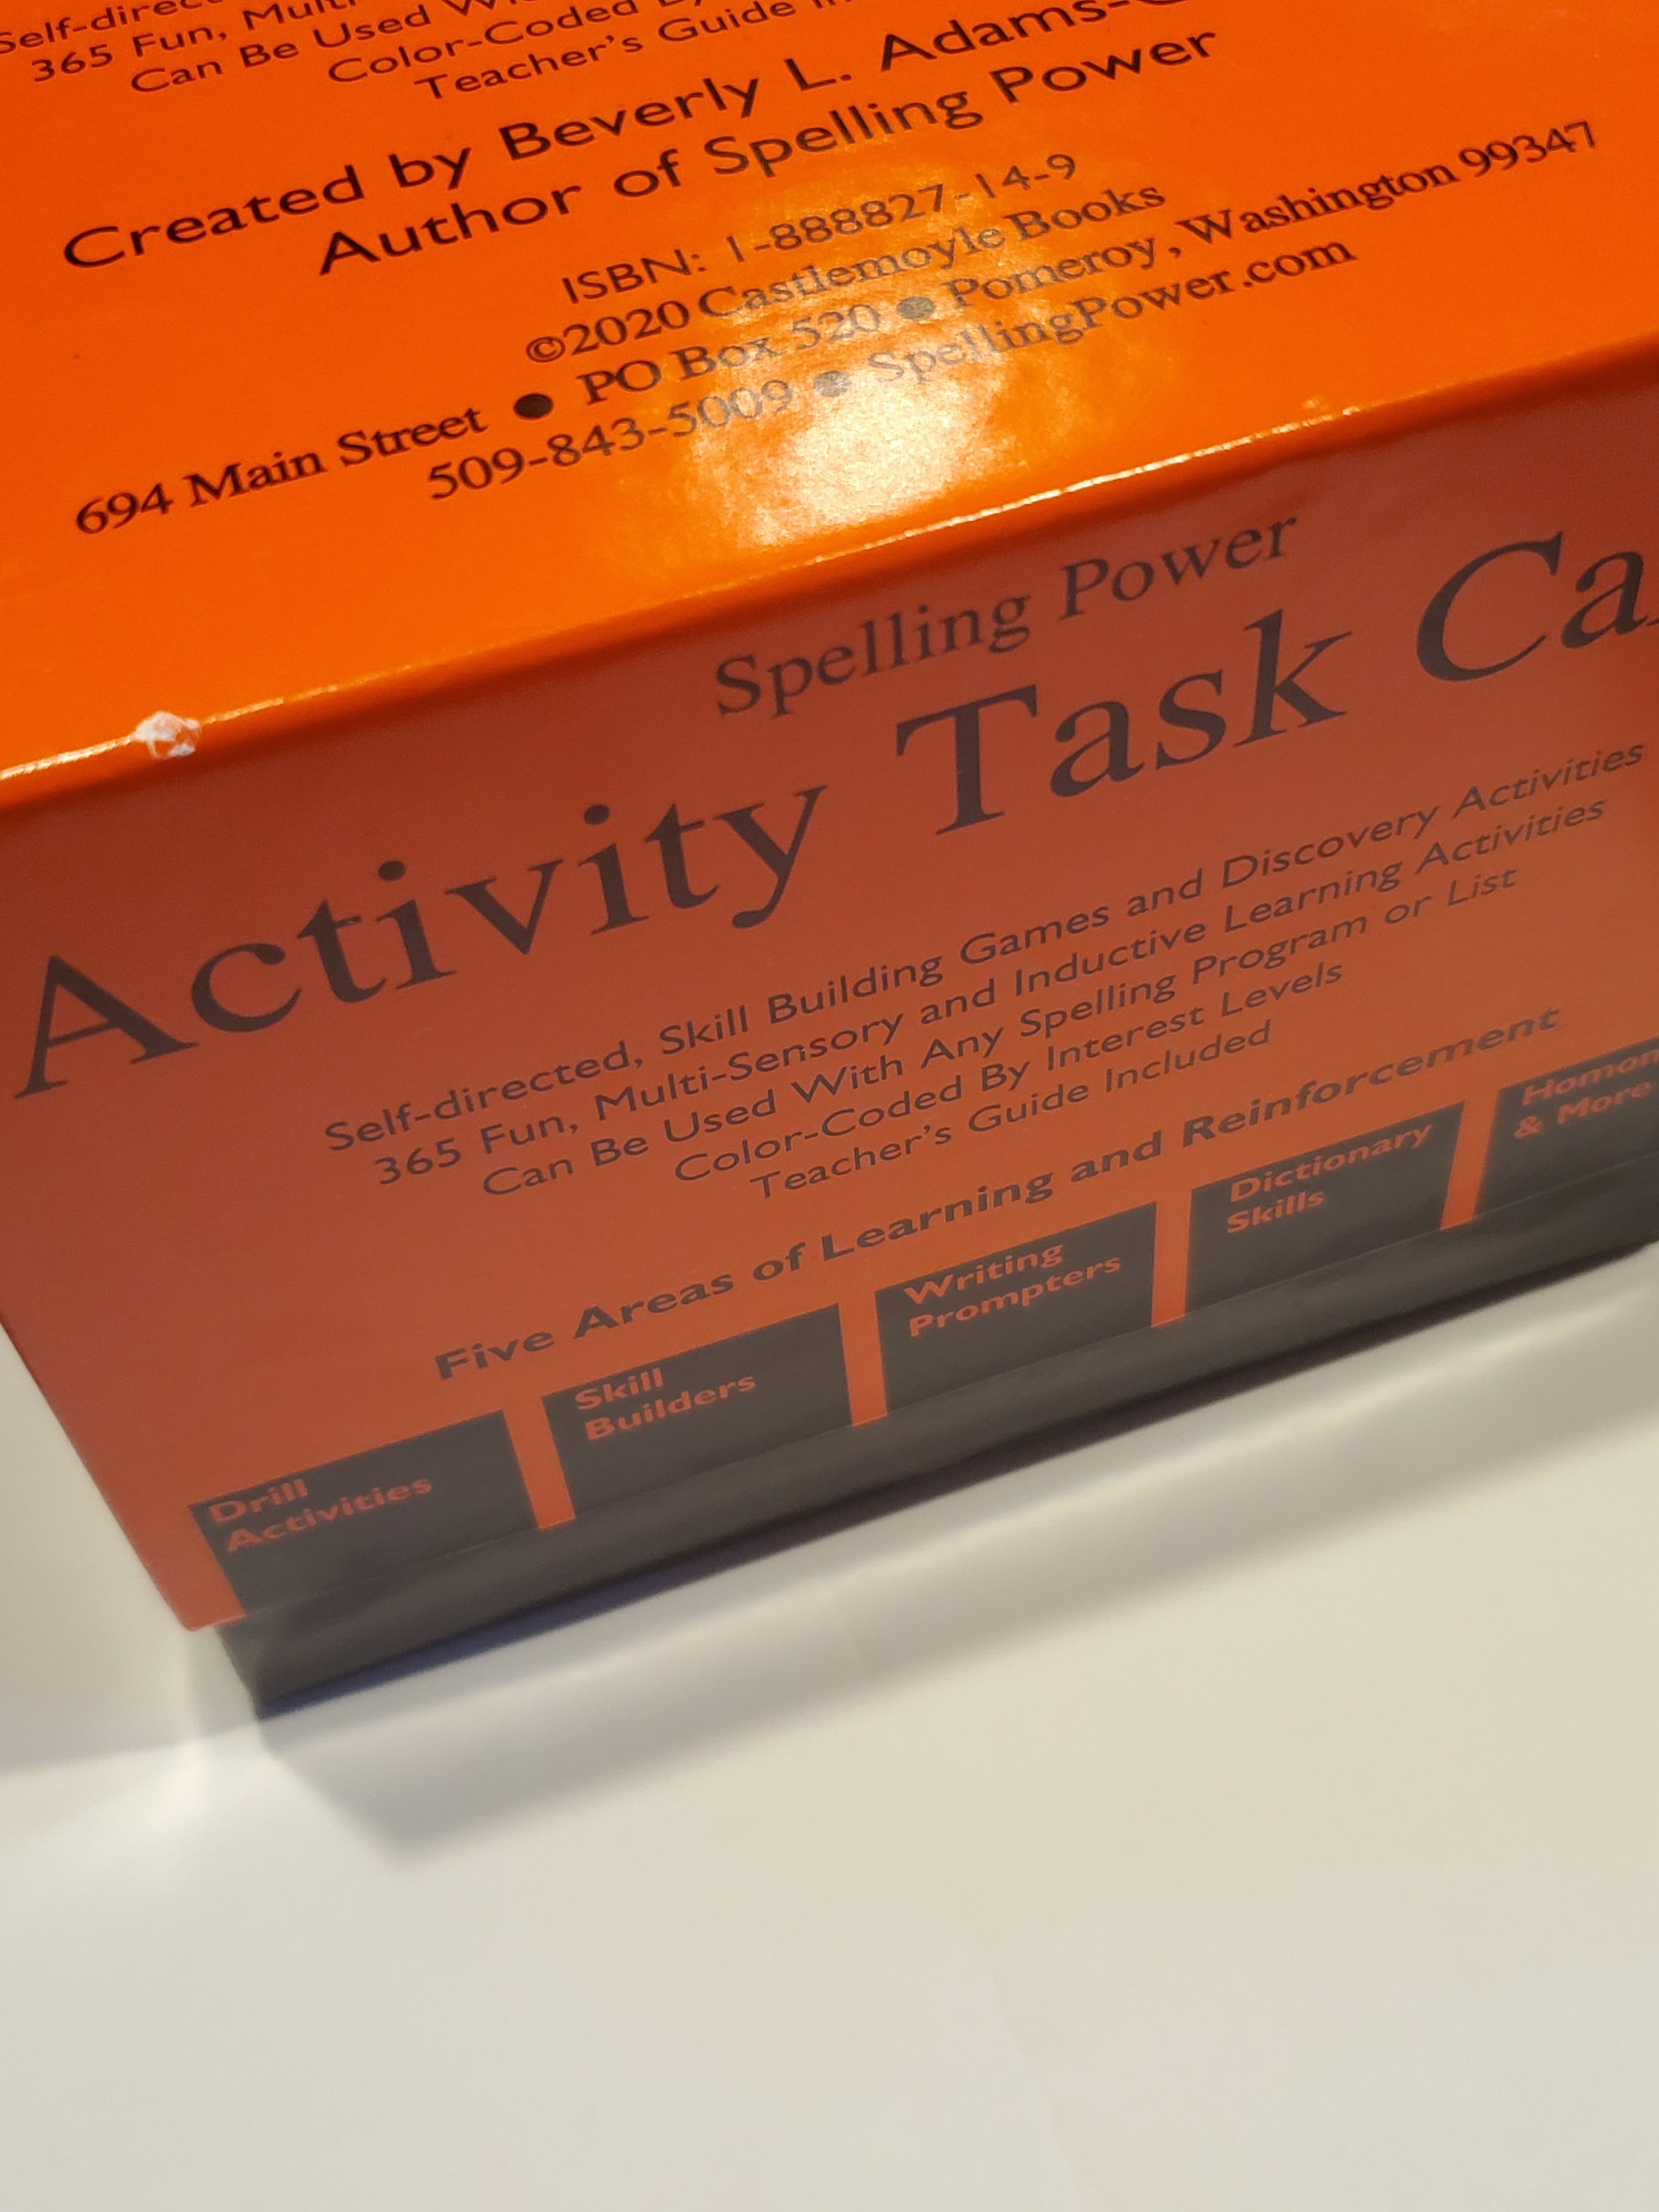 Self-direc
365 Fun, Mul
Can Be Used W
Color-Coded
Teacher's Guide
Created by Beverly L. Adams-
Author of Spelling Power
ISBN: 1-888827-14-9
©2020 Castlemoyle Books
694 Main Street ● PO Box 520 ● Pomeroy, Washington 99347
509-843-5009 ● SpellingPower.com
Spelling Power
Activity Task Ca
Self-directed, Skill Building Games and Discovery Activities
365 Fun, Multi-Sensory and Inductive Learning Activities
Can Be Used With Any Spelling Program or List
Color-Coded By Interest Levels
Teacher's Guide Included
Five Areas of Learning and Reinforcement
Drill
Activities
Skill
Builders
Writing
Prompters
Dictionary
Skills
Homon
& More